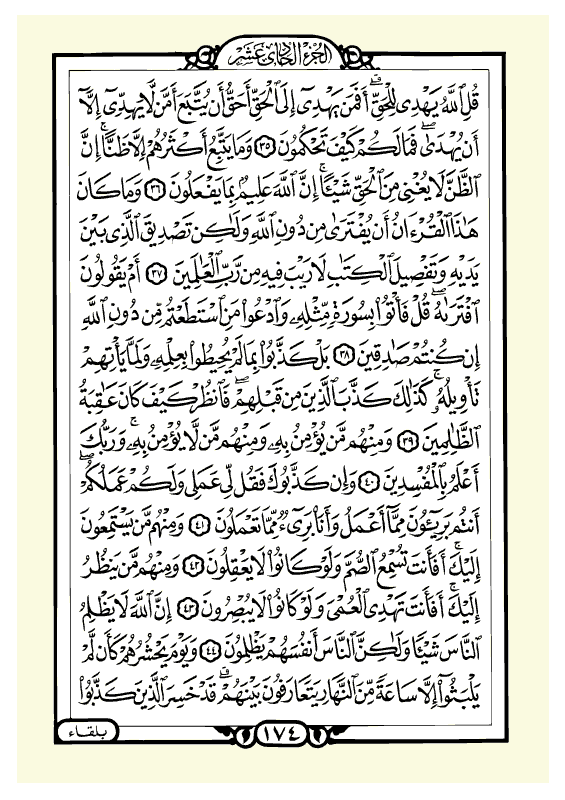 الجزء الحادى عشر
قُلِ ٱللَّهُ يَهْدِى لِلْحَقِّۗ أَفَمَن يَهْدِىٓ إِلَى ٱلْحَقِّ أَحَقُّ أَن يُتَّبَعَ أَمَّن لَّا يَهِدِّىٓ إِلَّآ
أَن يُهْدَىٰۖ فَمَا لَكُمْ كَيْفَ تَحْكُمُونَ ٣٥ وَمَا يَتَّبِعُ أَكْثَرُهُمْ إِلَّا ظَنًّاۚ إِنَّ
ٱلظَّنَّ لَا يُغْنِى مِنَ ٱلْحَقِّ شَيْـًٔاۚ إِنَّ ٱللَّهَ عَلِيمٌۢ بِمَا يَفْعَلُونَ ٣٦ وَمَا كَانَ
هَٰذَا ٱلْقُرْءَانُ أَن يُفْتَرَىٰ مِن دُونِ ٱللَّهِ وَلَٰكِن تَصْدِيقَ ٱلَّذِى بَيْنَ
يَدَيْهِ وَتَفْصِيلَ ٱلْكِتَٰبِ لَا رَيْبَ فِيهِ مِن رَّبِّ ٱلْعَٰلَمِينَ ٣٧ أَمْ يَقُولُونَ
ٱفْتَرَىٰهُۖ قُلْ فَأْتُوا۟ بِسُورَةٍ مِّثْلِهِۦ وَٱدْعُوا۟ مَنِ ٱسْتَطَعْتُم مِّن دُونِ ٱللَّهِ
إِن كُنتُمْ صَٰدِقِينَ ٣٨ بَلْ كَذَّبُوا۟ بِمَا لَمْ يُحِيطُوا۟ بِعِلْمِهِۦ وَلَمَّا يَأْتِهِمْ
تَأْوِيلُهُۥۚ كَذَٰلِكَ كَذَّبَ ٱلَّذِينَ مِن قَبْلِهِمْۖ فَٱنظُرْ كَيْفَ كَانَ عَٰقِبَةُ
ٱلظَّٰلِمِينَ ٣٩ وَمِنْهُم مَّن يُؤْمِنُ بِهِۦ وَمِنْهُم مَّن لَّا يُؤْمِنُ بِهِۦۚ وَرَبُّكَ
أَعْلَمُ بِٱلْمُفْسِدِينَ ٤٠ وَإِن كَذَّبُوكَ فَقُل لِّى عَمَلِى وَلَكُمْ عَمَلُكُمْۖ
أَنتُم بَرِيٓـُٔونَ مِمَّآ أَعْمَلُ وَأَنَا۠ بَرِىٓءٌ مِّمَّا تَعْمَلُونَ ٤١ وَمِنْهُم مَّن يَسْتَمِعُونَ
إِلَيْكَۚ أَفَأَنتَ تُسْمِعُ ٱلصُّمَّ وَلَوْ كَانُوا۟ لَا يَعْقِلُونَ ٤٢ وَمِنْهُم مَّن يَنظُرُ
إِلَيْكَۚ أَفَأَنتَ تَهْدِى ٱلْعُمْىَ وَلَوْ كَانُوا۟ لَا يُبْصِرُونَ ٤٣ إِنَّ ٱللَّهَ لَا يَظْلِمُ
ٱلنَّاسَ شَيْـًٔا وَلَٰكِنَّ ٱلنَّاسَ أَنفُسَهُمْ يَظْلِمُونَ ٤٤ وَيَوْمَ يَحْشُرُهُمْ كَأَن لَّمْ
يَلْبَثُوٓا۟ إِلَّا سَاعَةً مِّنَ ٱلنَّهَارِ يَتَعَارَفُونَ بَيْنَهُمْۚ قَدْ خَسِرَ ٱلَّذِينَ كَذَّبُوا۟
١٧٤
بلقاء